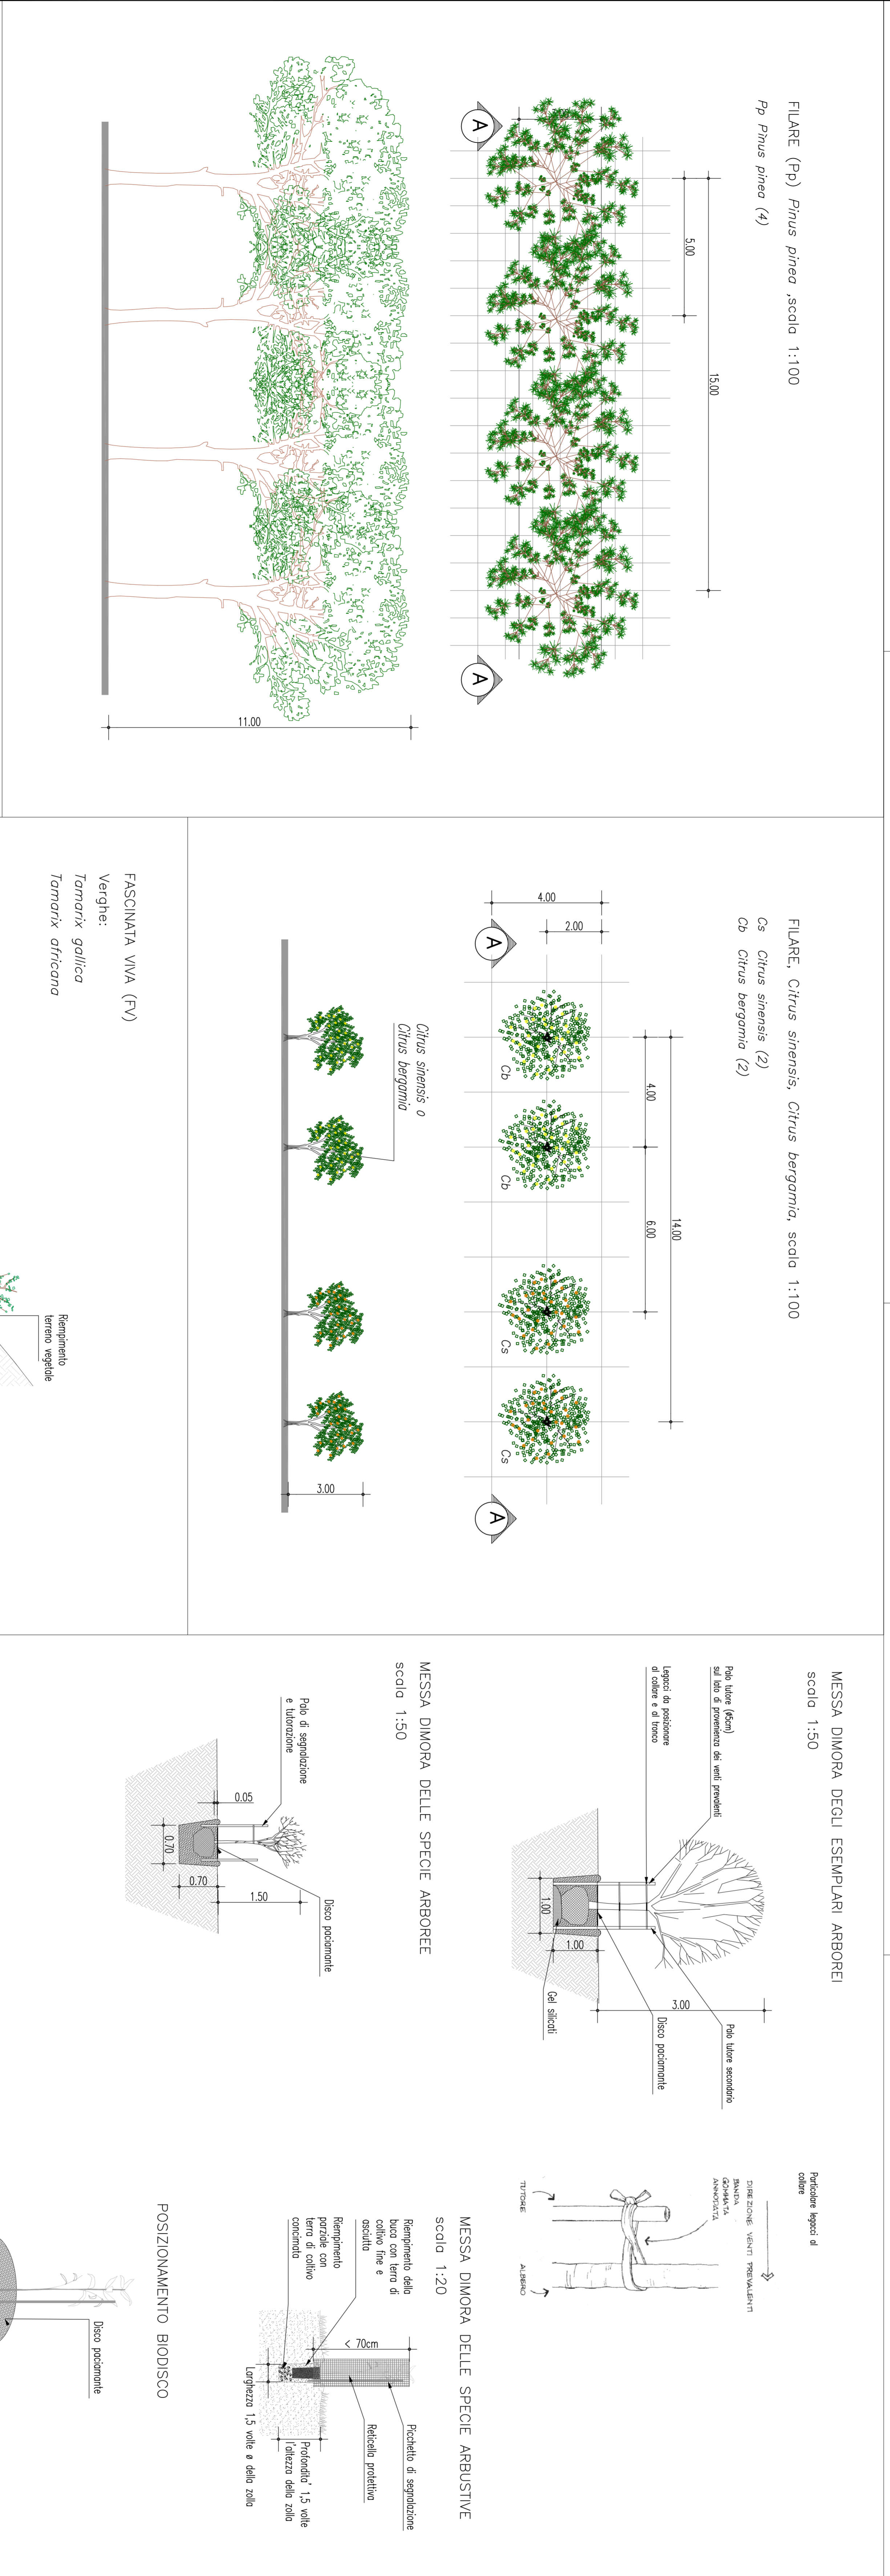 FILARE (Pp) Pinus pinea ,scala 1:100
Pp Pinus pinea (4)
A
A
5.00
15.00
11.00
FILARE, Citrus sinensis, Citrus bergamia, scala 1:100
Cs Citrus sinensis (2)
Cb Citrus bergamia (2)
4.00
2.00
A
A
4.00
6.00
14.00
Cb
Cb
Cs
Cs
Citrus sinensis o
Citrus bergamia
3.00
FASCINATA VIVA (FV)
Verghe:
Tamarix gallica
Tamarix africana
Riempimento
terreno vegetale
MESSA DIMORA DEGLI ESEMPLARI ARBOREI
scala 1:50
Palo tutore (ø5cm)
sul lato di provenienza dei venti prevalenti
Legacci da posizionare
al collare e al tronco
1.00
1.00
3.00
Palo tutore secondario
Disco paciamante
Gel silicati
Particolare legacci al
collare
DIREZIONE VENTI PREVALENTI
BANDA
GOMMATA
ANNODATA
TUTORE
ALBERO
MESSA DIMORA DELLE SPECIE ARBOREE
scala 1:50
Palo di segnalazione
e tutorazione
0.05
0.70
0.70
1.50
Disco paciamante
MESSA DIMORA DELLE SPECIE ARBUSTIVE
scala 1:20
Riempimento della
buca con terra di
coltivo fine e
asciutta
Riempimento
parziale con
terra di coltivo
concimata
< 70cm
Picchetto di segnalazione
Reticella protettiva
Profondita' 1,5 volte
l'altezza della zolla
Larghezza 1,5 volte ø della zolla
POSIZIONAMENTO BIODISCO
Disco paciamante